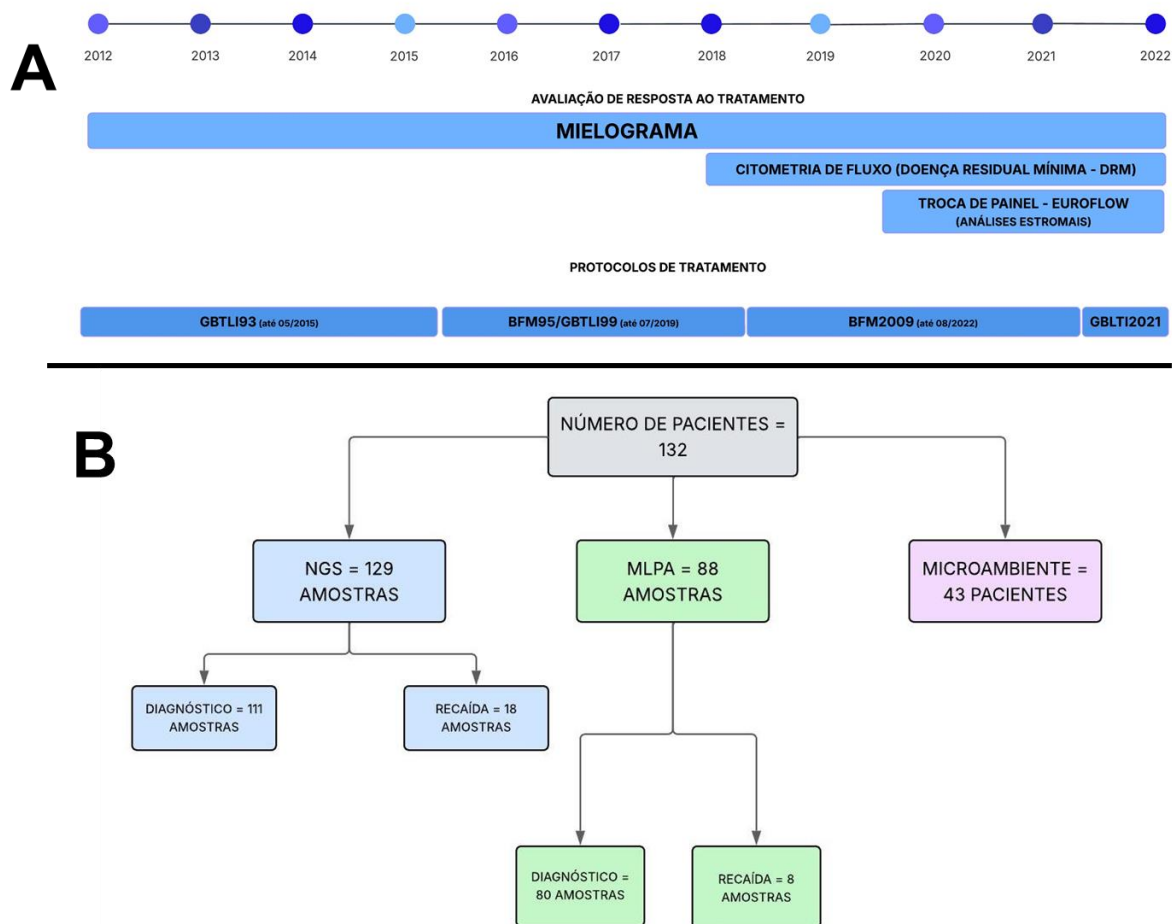 A
2012 2013 2014 2015 2016 2017 2018 2019 2020 2021 2022
AVALIAÇÃO DE RESPOSTA AO TRATAMENTO
MIELOGRAMA
CITOMETRIA DE FLUXO (DOENÇA RESIDUAL MÍNIMA - DRM)
TROCA DE PAINEL - EUROFLOW
(ANÁLISES ESTROMAIS)
PROTOCOLOS DE TRATAMENTO
GBTLI93 (até 05/2015) BFM95/GBTLI99 (até 07/2019) BFM2009 (até 08/2022) GBLTI2021
B
NÚMERO DE PACIENTES =
132
NGS = 129
AMOSTRAS
MLPA = 88
AMOSTRAS
MICROAMBIENTE =
43 PACIENTES
DIAGNÓSTICO = 111
AMOSTRAS
RECAÍDA = 18
AMOSTRAS
DIAGNÓSTICO =
80 AMOSTRAS
RECAÍDA = 8
AMOSTRAS